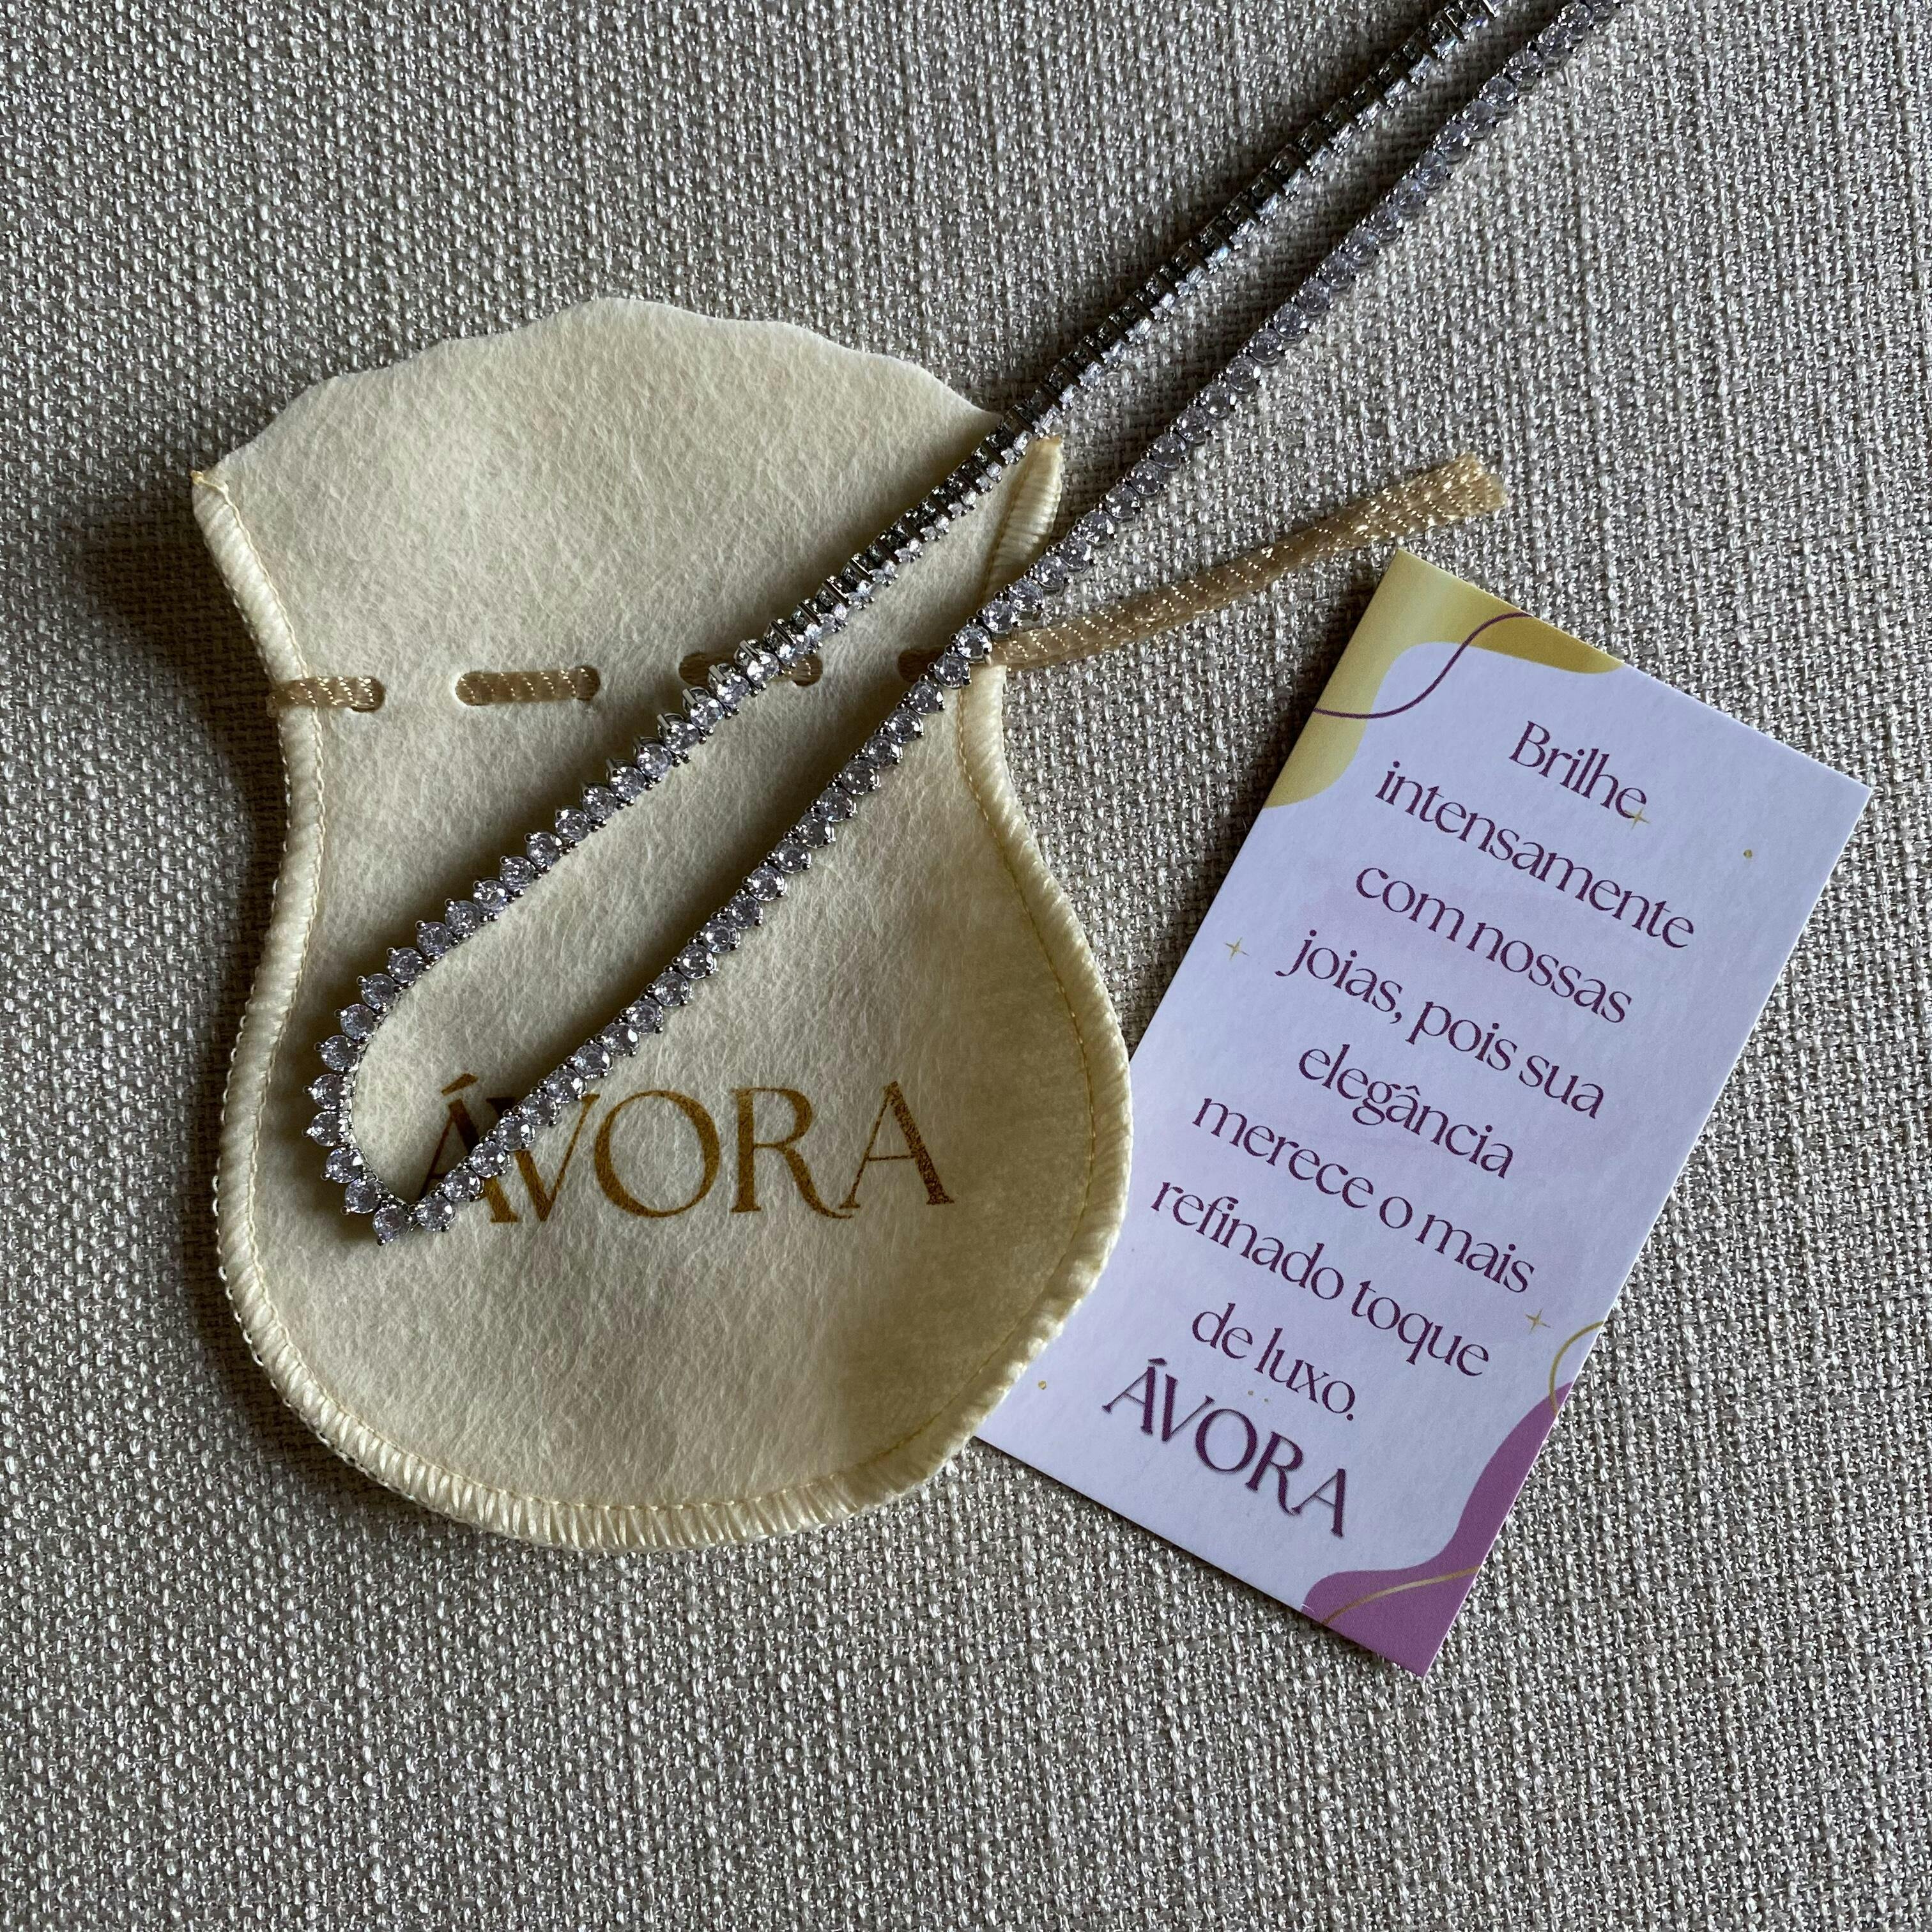 ÁVORA
Brilhe
intensamente
com nossas
joias, pois sua
elegância
merece o mais
refinado toque
de luxo.
ÁVORA